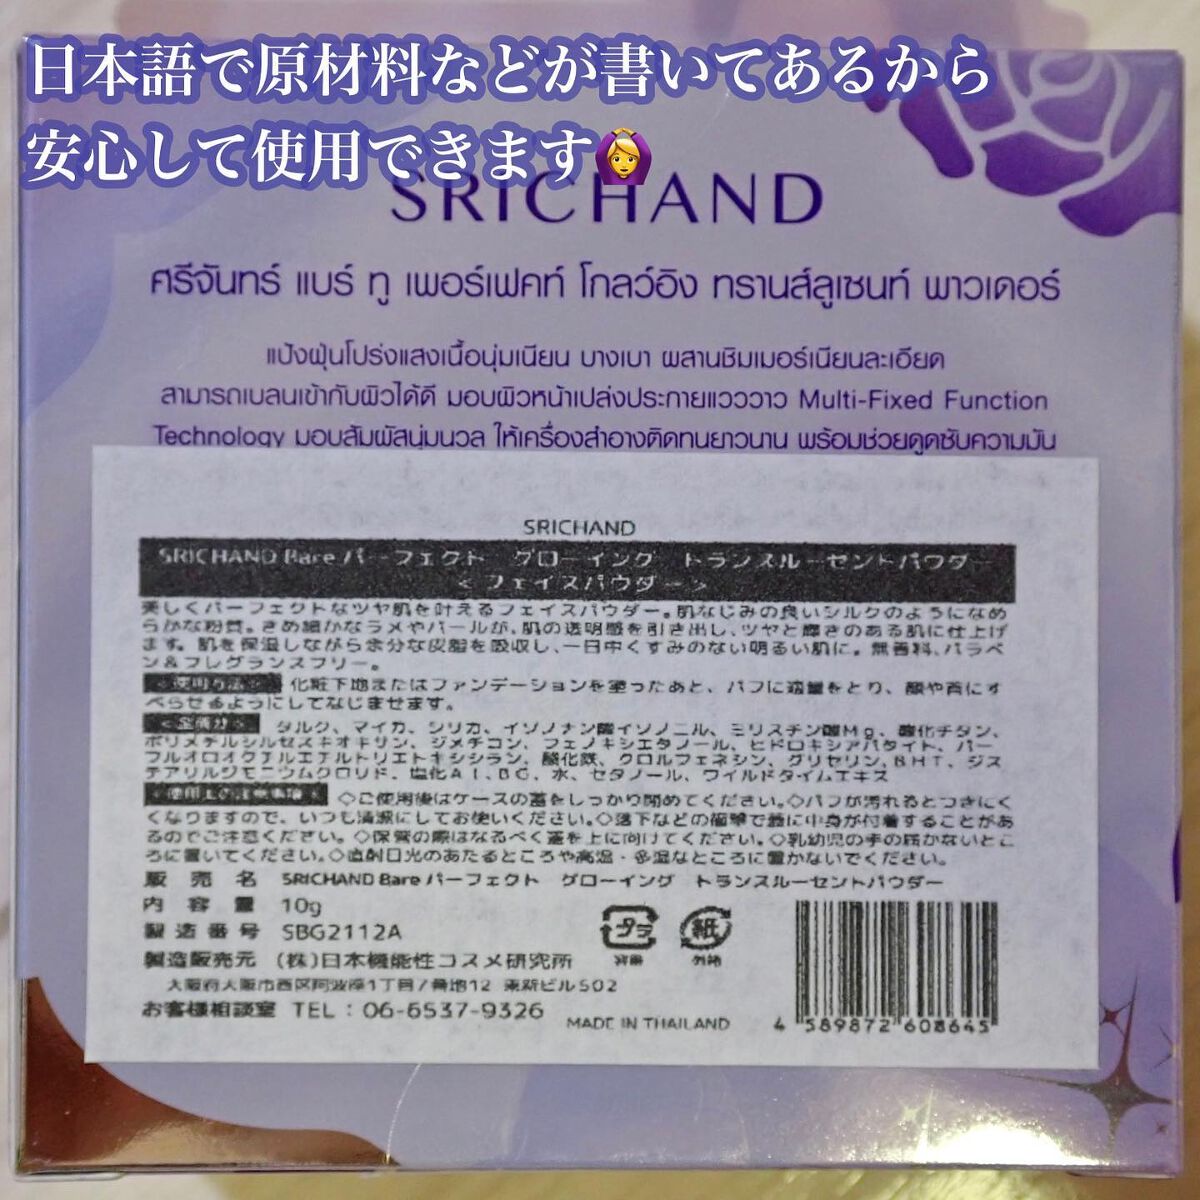 日本語で原材料などが書いてあるから
安心して使用できます🙆
SRICHAND
ศรีจันทร์ แบร์ ทู เพอร์เฟคท์ โกลว์อิง ทรานส์ลูเซนท์ พาวเดอร์
แป้งฝุ่นโปร่งแสงเนื้อนุ่มเนียน บางเบา ผสานชิมเมอร์เนียนละเอียด
สามารถเบลนเข้ากับผิวได้ดี มอบผิวหน้าเปล่งประกายแวววาว Multi-Fixed Function
Technology มอบสัมผัสนุ่มนวล ให้เครื่องสำอางติดทนยาวนาน พร้อมช่วยดูดซับความมัน
SRICHAND
SRICHAND Bare パーフェクト グローイング トランスルーセントパウダー
<フェイスパウダー>
美しくパーフェクトなツヤ肌を叶えるフェイスパウダー。肌なじみの良いシルクのようになめ
らかな粉質。きめ細かなラメやパールが、肌の透明感を引き出し、ツヤと輝きのある肌に仕上げ
ます。肌を保湿しながら余分な皮脂を吸収し、一日中くすみのない明るい肌に。無香料、パラベ
ン&フレグランスフリー。
<使用方法> 化粧下地またはファンデーションを塗ったあと、パフに適量をとり、顔や首にす
べらせるようにしてなじませます。
<全成分> タルク、マイカ、シリカ、イソノナン酸イソノニル、ミリスチン酸Mg、酸化チタン、
ポリメチルシルセスキオキサン、ジメチコン、フェノキシエタノール、ヒドロキシアパタイト、パー
フルオロオクチルエチルトリエトキシシラン、酸化鉄、クロルフェネシン、グリセリン、BHT、ジス
テアリルジモニウムクロリド、塩化Al、BG、水、セタノール、ワイルドタイムエキス
<使用上の注意事項> ◇ご使用後はケースの蓋をしっかり閉めてください。◇パフが汚れるとつきにく
くなりますので、いつも清潔にしてお使いください。◇落下などの衝撃で蓋に中身が付着することがあ
るのでご注意ください。◇保管の際はなるべく蓋を上に向けてください。◇乳幼児の手の届かないとこ
ろに置いてください。◇直射日光のあたるところや高温・多湿なところに置かないでください。
販売名 SRICHAND Bare パーフェクト グローイング トランスルーセントパウダー
内容量 10g
製造番号 SBG2112A
製造販売元 (株)日本機能性コスメ研究所
大阪府大阪市西区阿波座1丁目7番地12 東新ビル502
お客様相談室 TEL:06-6537-9326
プラ
容器
紙
外箱
MADE IN THAILAND
4 589872 608645